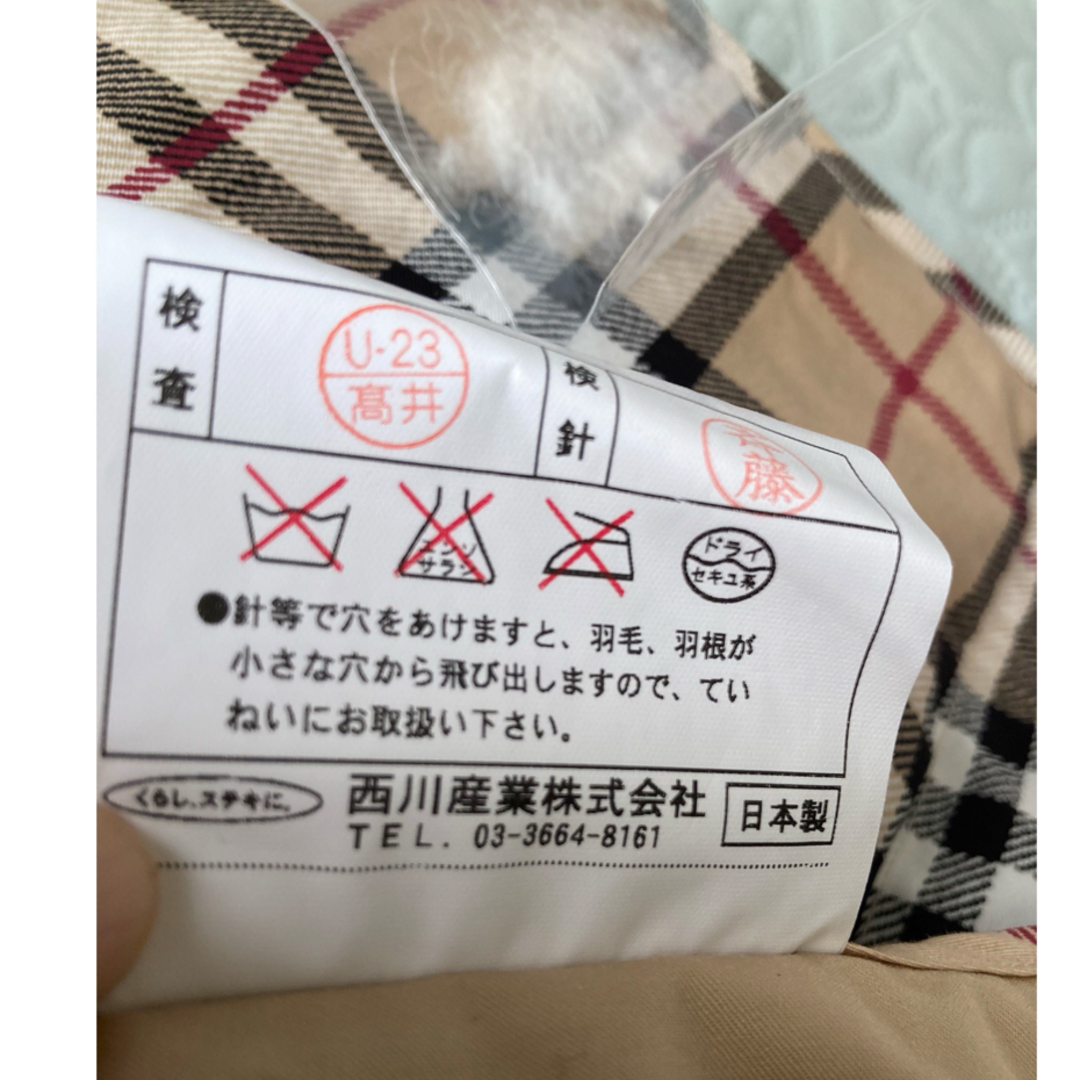 検査
U-23
髙井
検針
斉藤
エンソ
サラシ
ドライ
セキユ系
●針等で穴をあけますと、羽毛、羽根が
小さな穴から飛び出しますので、てい
ねいにお取扱い下さい。
くらし、ステキに。
西川産業株式会社
日本製
TEL. 03-3664-8161